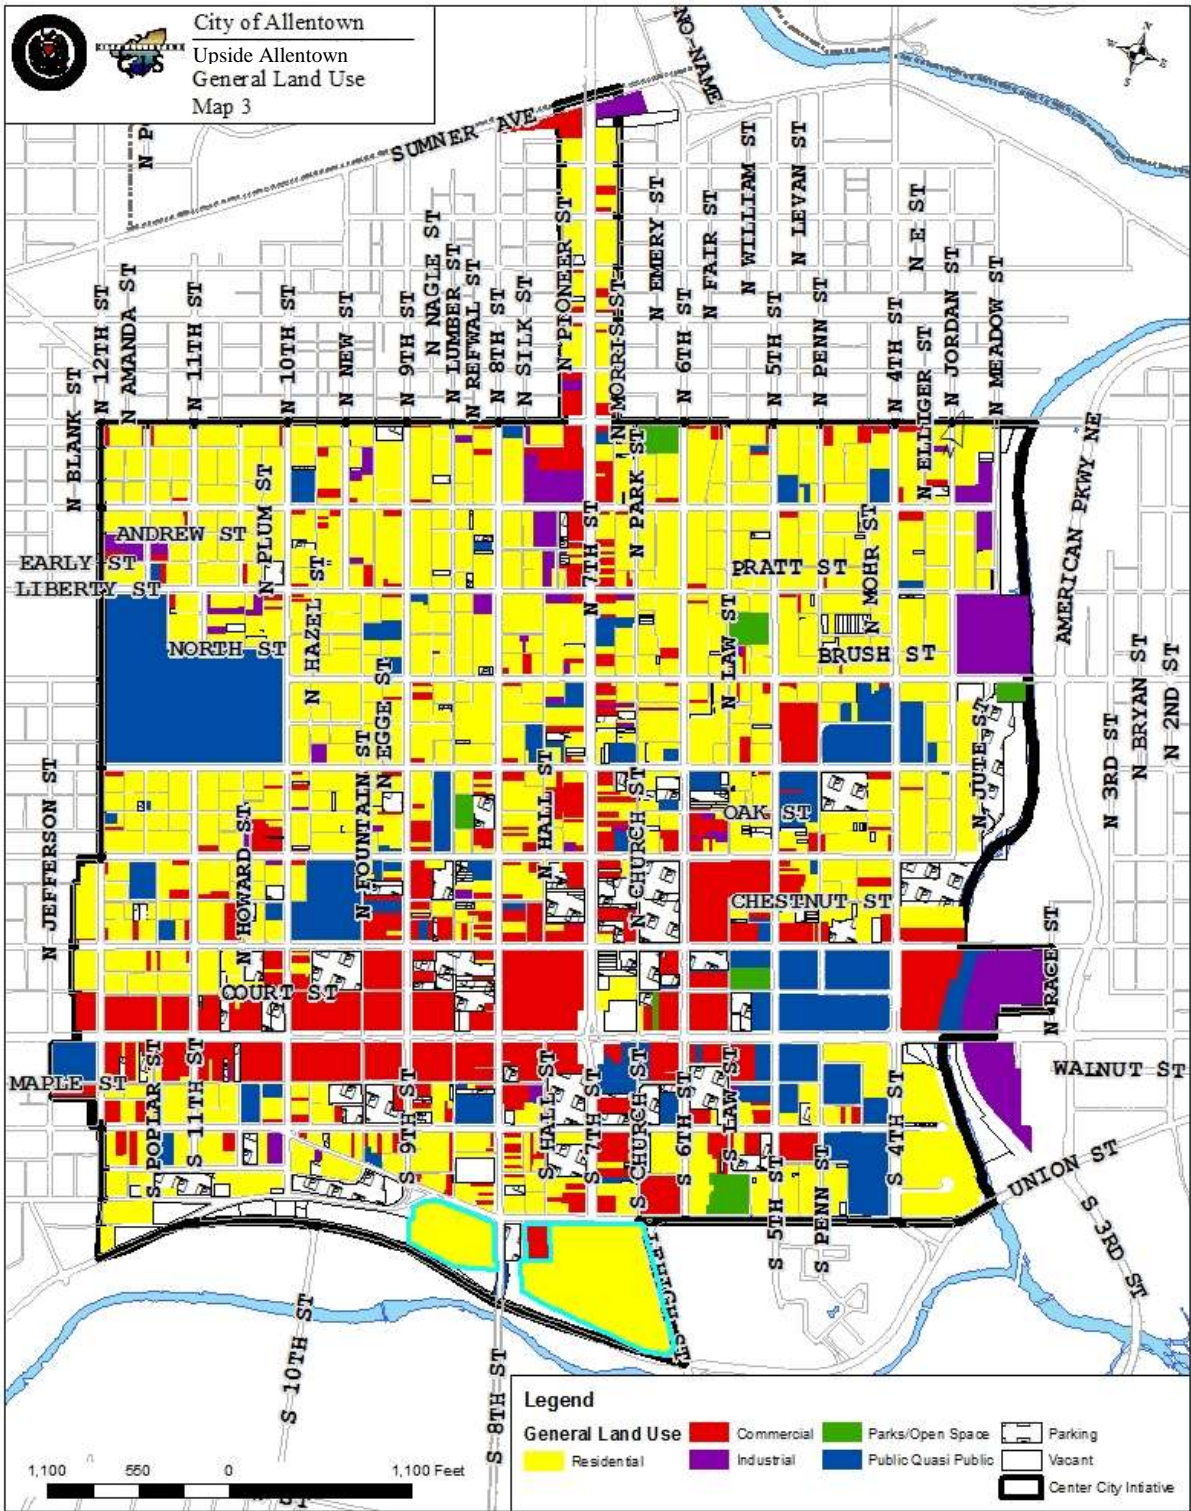 City of Allentown
Upside Allentown
General Land Use
Map 3
NO NAME
SUMNER AVE
N PIONEER ST
N MORRIS ST
N EMERY ST
N FAIR ST
N WILLIAM ST
N LEVAN ST
N E ST
N BLANK ST
N 12TH ST
N AMANDA ST
N 11TH ST
N 10TH ST
N NEW ST
N 9TH ST
N NAGLE ST
N LUMBER ST
N REFWAL ST
N 8TH ST
N SILK ST
N 6TH ST
N 5TH ST
N PENN ST
N 4TH ST
N ELLIGER ST
N JORDAN ST
N MEADOW ST
AMERICAN PKWY NE
N PLUM ST
N PARK ST
N 7TH ST
N MOHR ST
ANDREW ST
EARLY ST
LIBERTY ST
PRATT ST
N HAZEL ST
NORTH ST
N LAW ST
BRUSH ST
N EGGE ST
N FOUNTAIN ST
N JUTE ST
N 3RD ST
N BRYAN ST
N 2ND ST
N JEFFERSON ST
N HOWARD ST
N HALL ST
N CHURCH ST
OAK ST
CHESTNUT ST
COURT ST
N RACE ST
MAPLE ST
WALNUT ST
S POPLAR ST
S 11TH ST
S 9TH ST
S HALL ST
S 7TH ST
S CHURCH ST
S 6TH ST
S LAW ST
S 5TH ST
S PENN ST
S 4TH ST
UNION ST
S 3RD ST
LEHIGH ST
S 10TH ST
S 8TH ST
Legend
General Land Use
Residential
Commercial
Industrial
Parks/Open Space
Public Quasi Public
Parking
Vacant
Center City Intiative
1,100 550 0 1,100 Feet
N
W
E
S